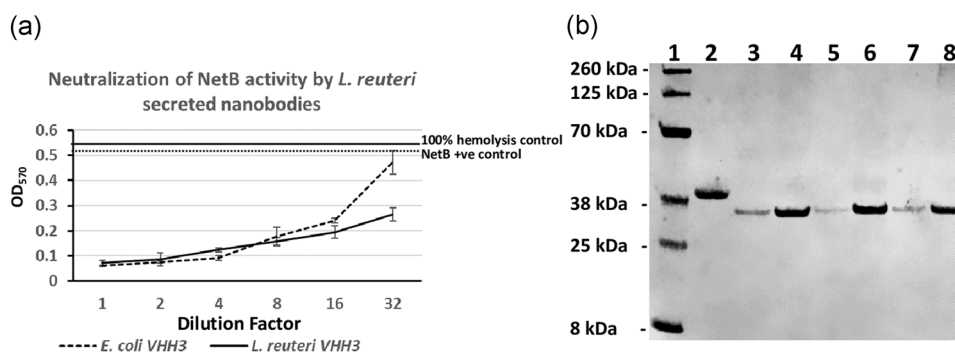 (a)
Neutralization of NetB activity by L. reuteri
secreted nanobodies
0.6
0.5
0.4
0.3
0.2
0.1
0
OD570
100% hemolysis control
NetB +ve control
1 2 4 8 16 32
Dilution Factor
E. coli VHH3 L. reuteri VHH3
(b)
1 2 3 4 5 6 7 8
260 kDa -
125 kDa -
70 kDa -
38 kDa -
25 kDa -
8 kDa -